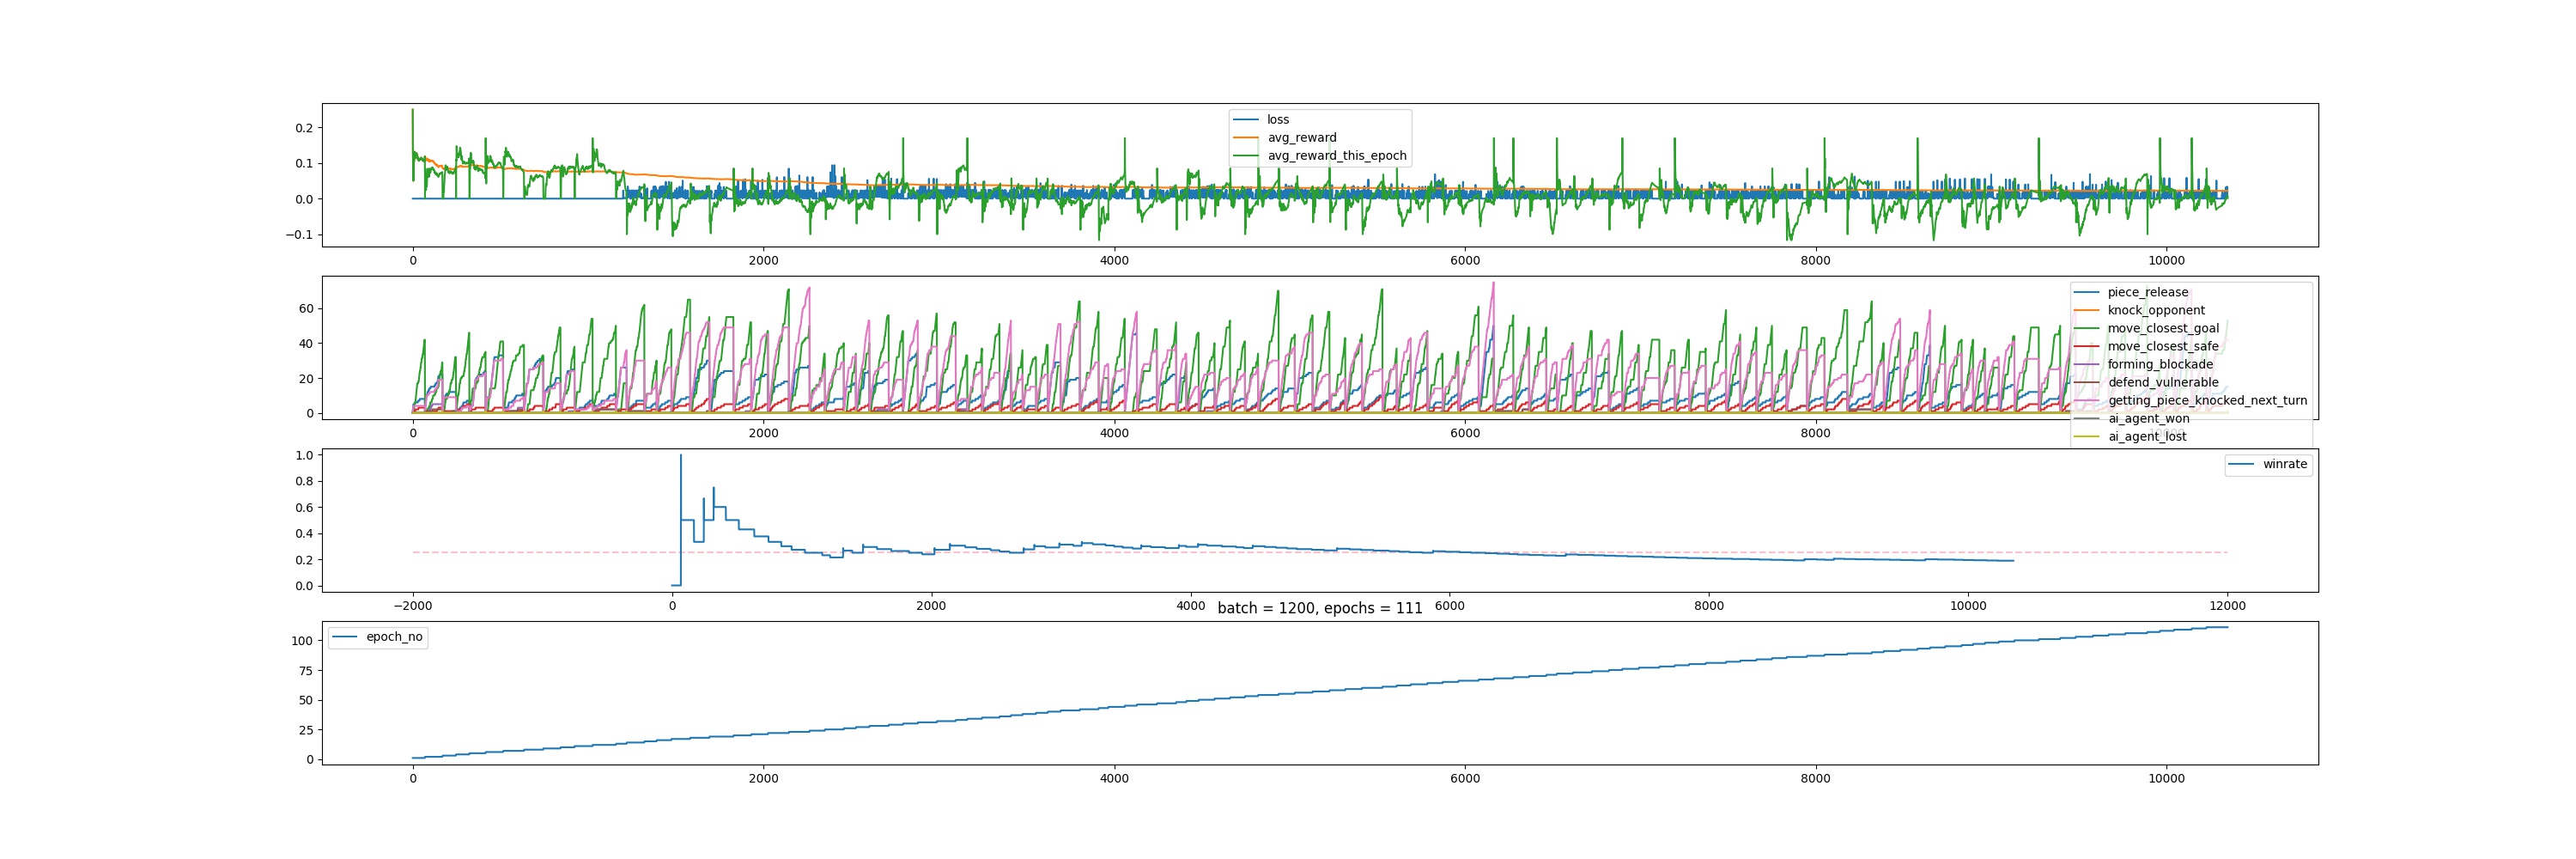 loss
avg_reward
avg_reward_this_epoch
0.2
0.1
0.0
−0.1
0 2000 4000 6000 8000 10000
piece_release
knock_opponent
move_closest_goal
move_closest_safe
forming_blockade
defend_vulnerable
getting_piece_knocked_next_turn
ai_agent_won
ai_agent_lost
60
40
20
0
0 2000 4000 6000 8000
winrate
1.0
0.8
0.6
0.4
0.2
0.0
−2000 0 2000 4000 6000 8000 10000 12000
batch = 1200, epochs = 111
epoch_no
100
75
50
25
0
0 2000 4000 6000 8000 10000